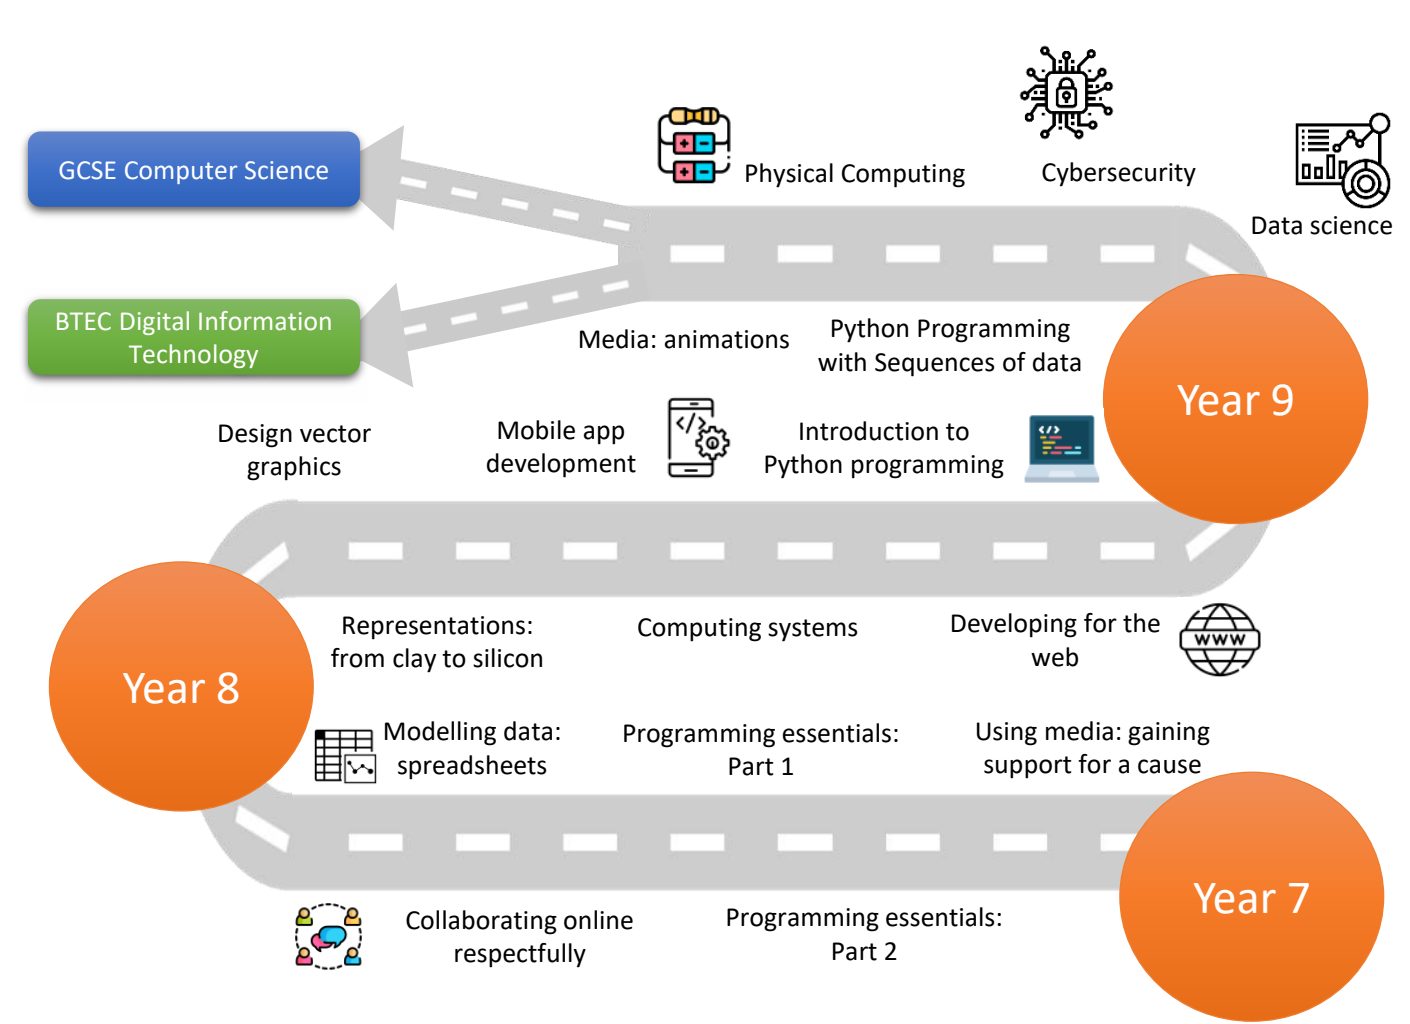 GCSE Computer Science
Physical Computing
Cybersecurity
Data science
BTEC Digital Information
Technology
Media: animations
Python Programming
with Sequences of data
Year 9
Design vector
graphics
Mobile app
development
</>
Introduction to
Python programming
</>
Year 8
Representations:
from clay to silicon
Computing systems
Developing for the
web
WWW
Modelling data:
spreadsheets
Programming essentials:
Part 1
Using media: gaining
support for a cause
Year 7
Collaborating online
respectfully
Programming essentials:
Part 2